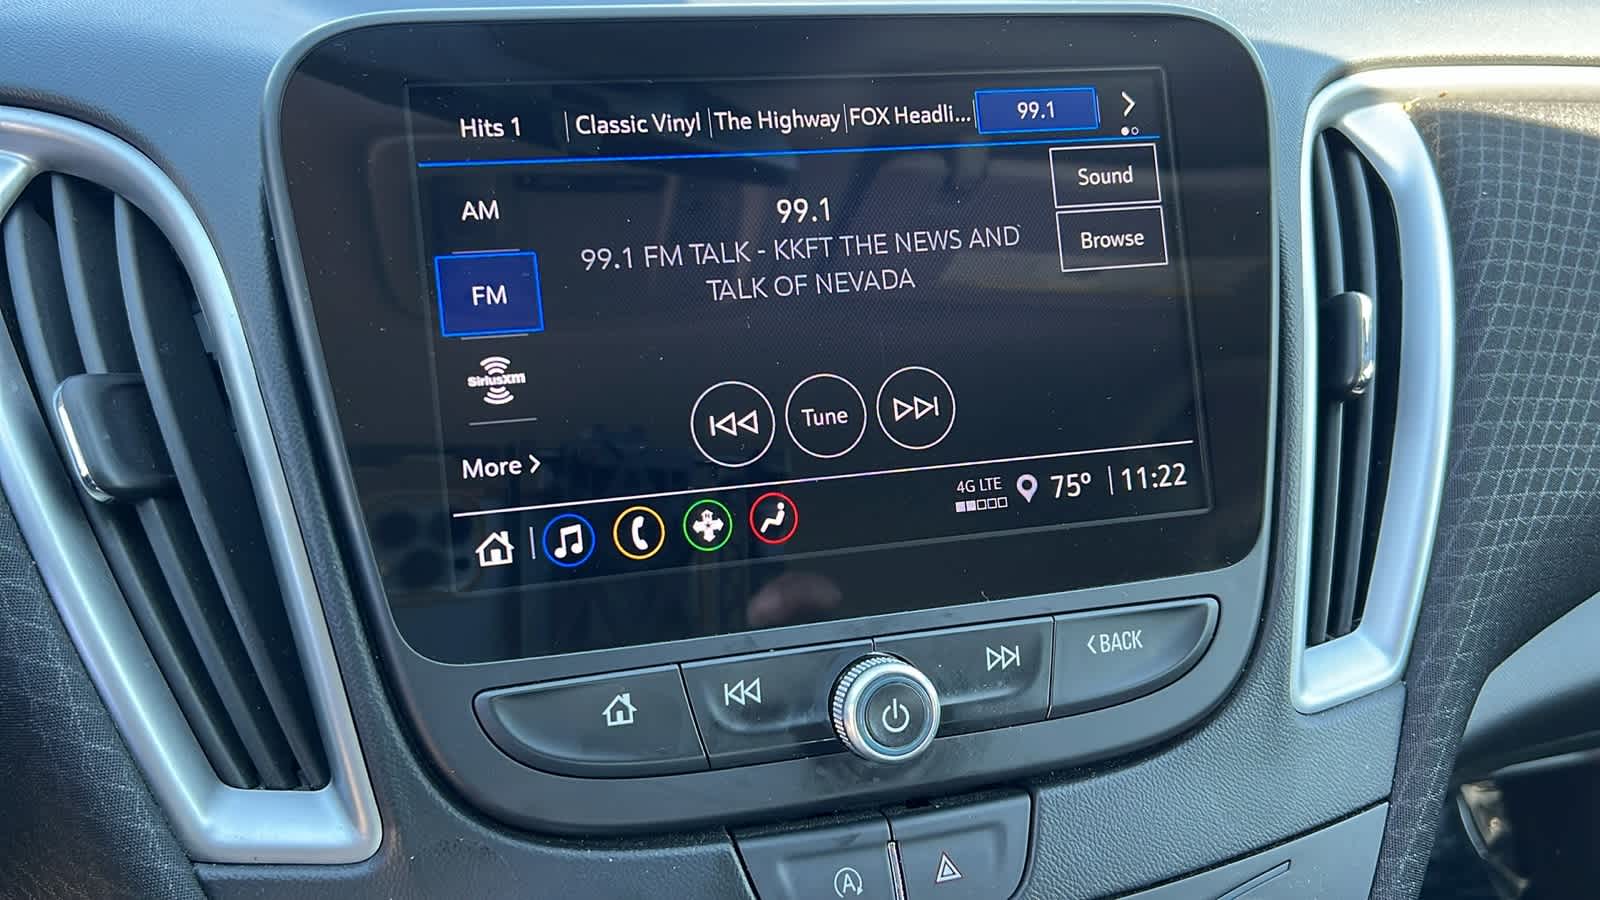 Hits 1 Classic Vinyl The Highway FOX Headli... 99.1
Sound
AM
99.1
Browse
99.1 FM TALK - KKFT THE NEWS AND
FM
TALK OF NEVADA
SiriusXM
Tune
More
4G LTE 75° 11:22
BACK
A